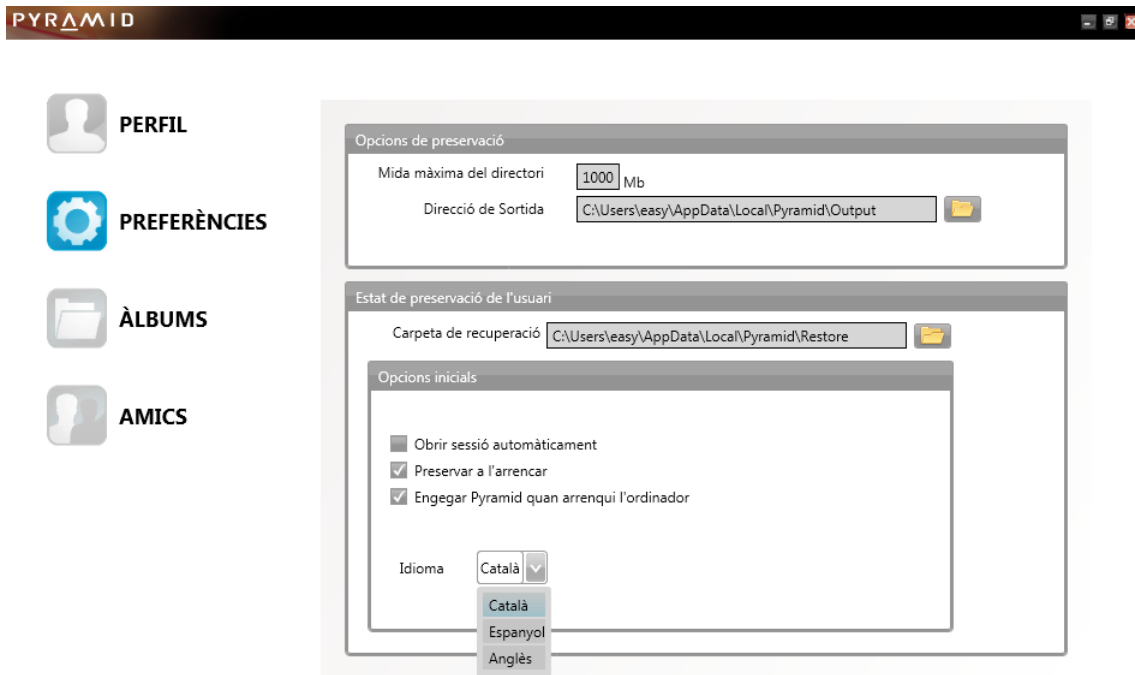 PYRAMID
PERFIL
PREFERÈNCIES
ÀLBUMS
AMICS
Opcions de preservació
Mida màxima del directori 1000 Mb
Direcció de Sortida C:\Users\easy\AppData\Local\Pyramid\Output
Estat de preservació de l'usuari
Carpeta de recuperació C:\Users\easy\AppData\Local\Pyramid\Restore
Opcions inicials
Obrir sessió automàticament
Preservar a l'arrencar
Engegar Pyramid quan arrenqui l'ordinador
Idioma Català
Català
Espanyol
Anglès